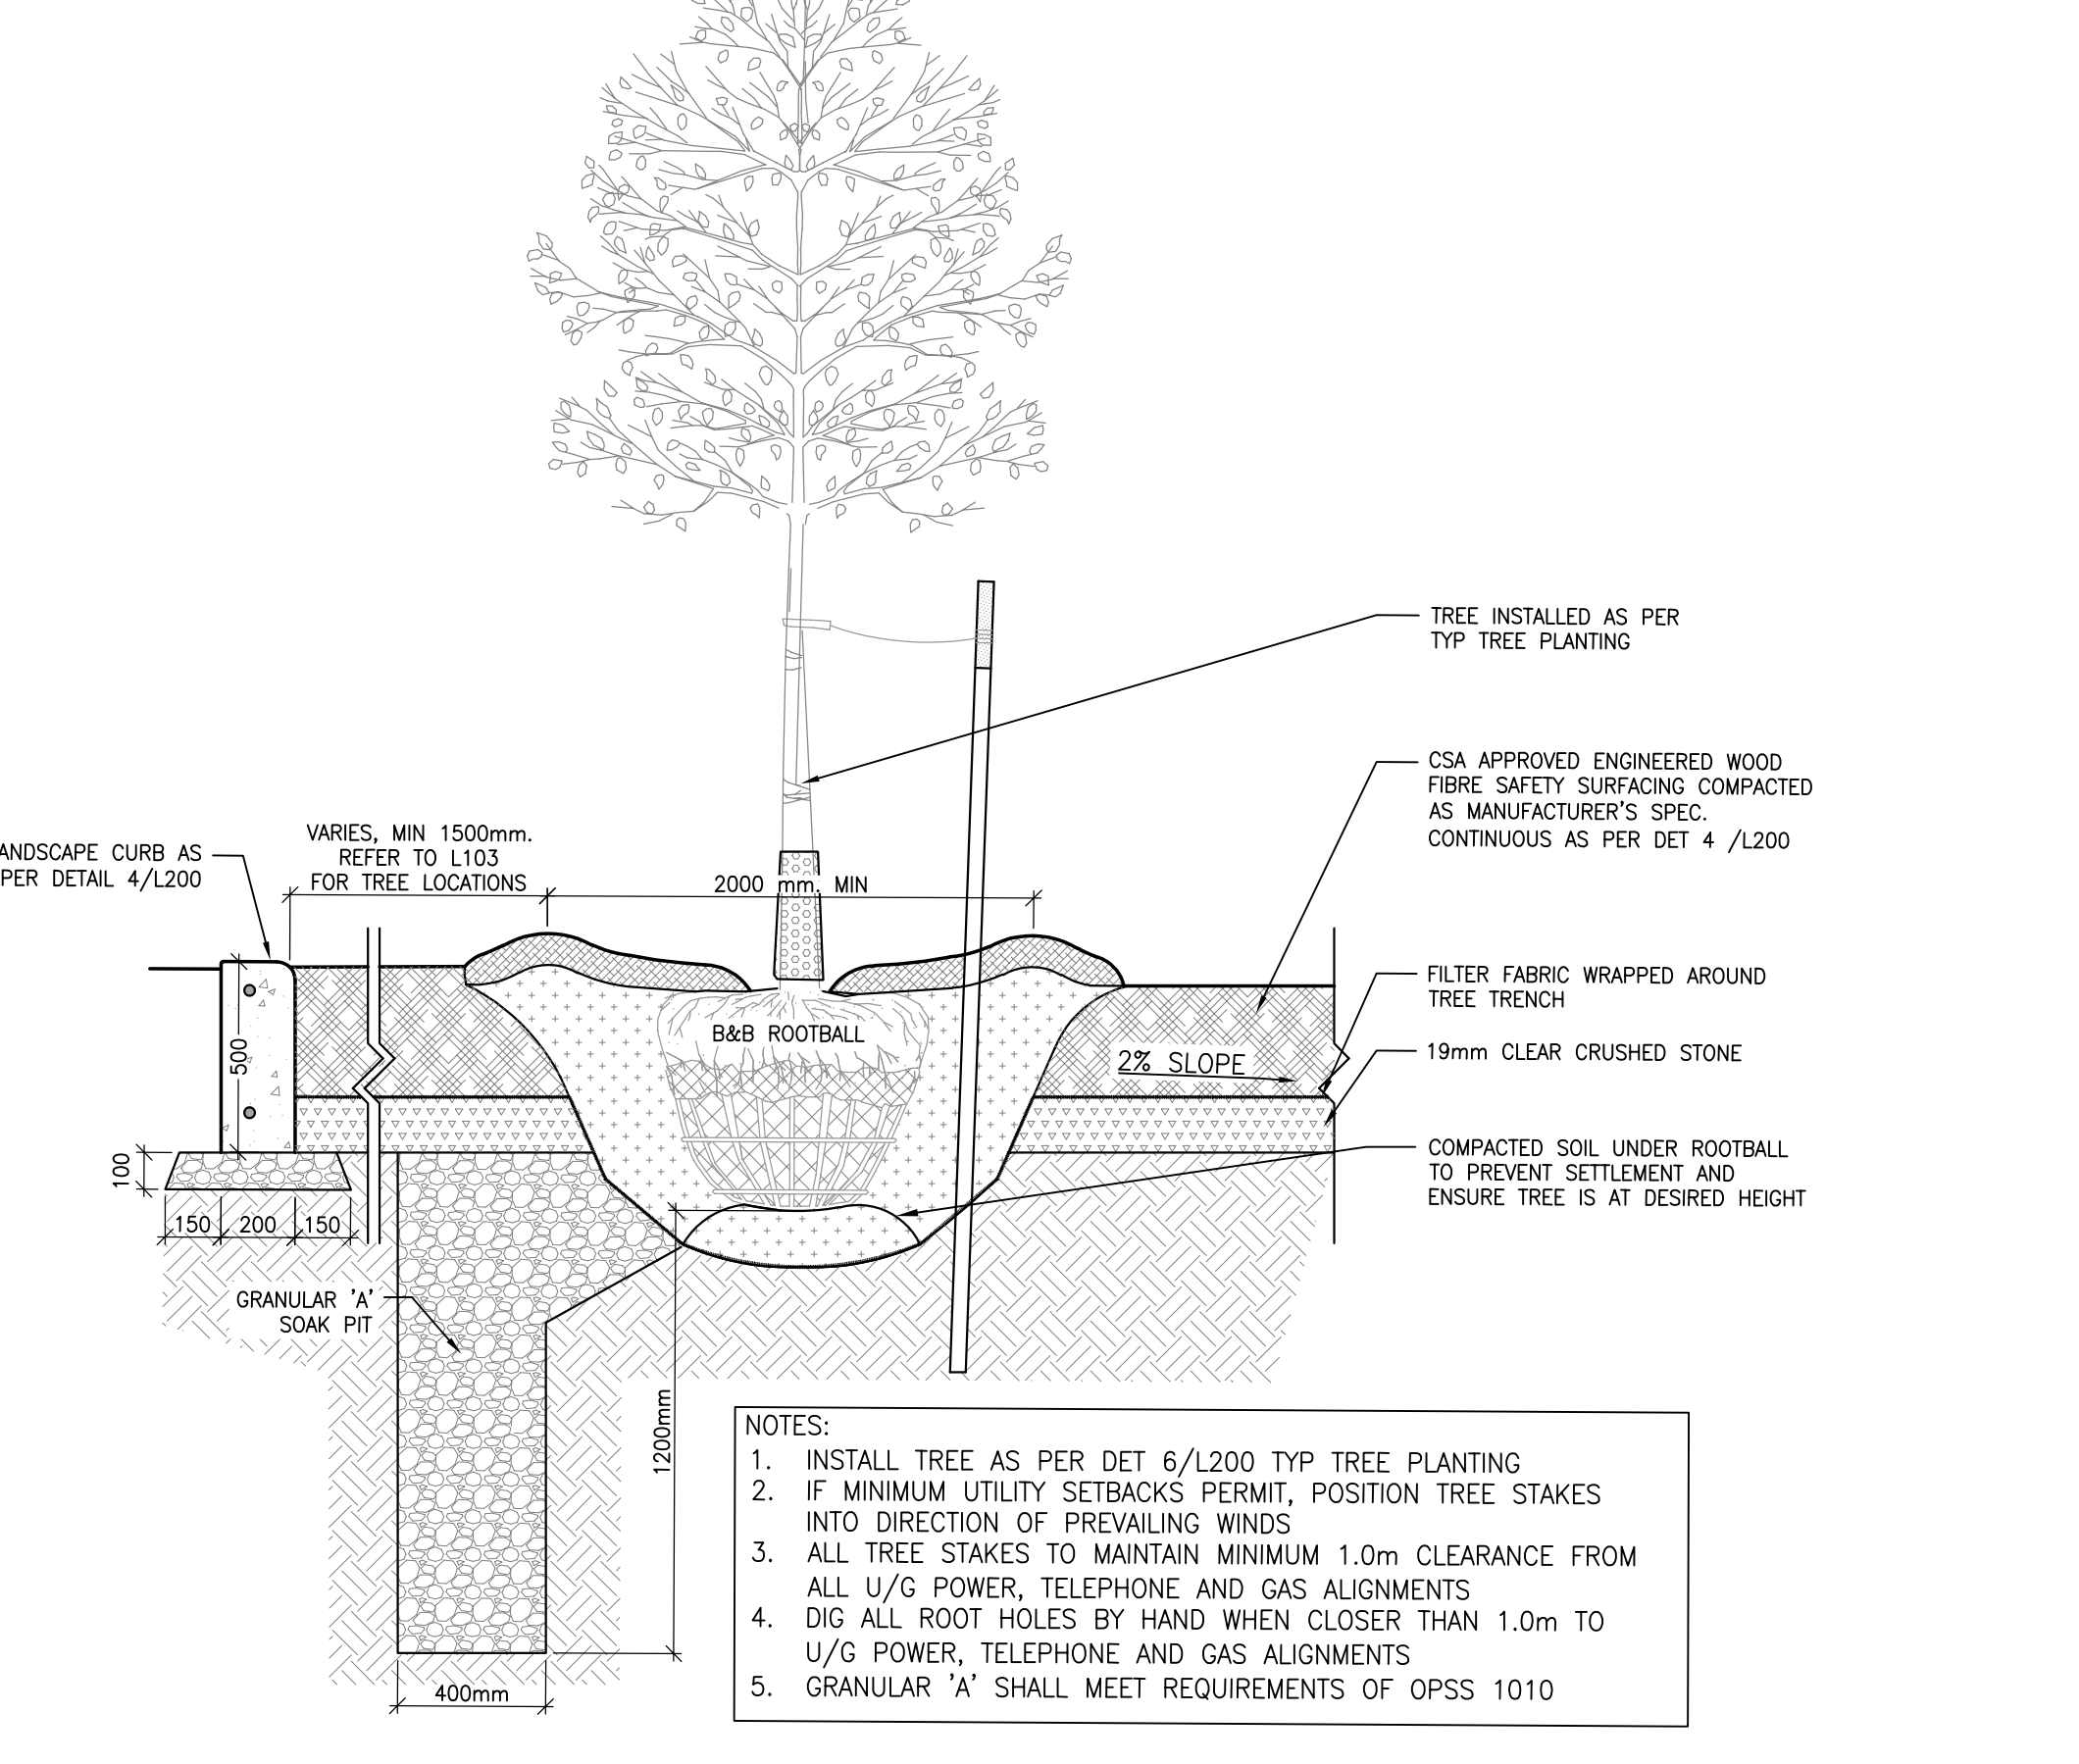 TREE INSTALLED AS PER
TYP TREE PLANTING
CSA APPROVED ENGINEERED WOOD
FIBRE SAFETY SURFACING COMPACTED
AS MANUFACTURER'S SPEC.
CONTINUOUS AS PER DET 4 /L200
VARIES, MIN 1500mm.
REFER TO L103
FOR TREE LOCATIONS
ANDSCAPE CURB AS
PER DETAIL 4/L200
2000 mm. MIN
FILTER FABRIC WRAPPED AROUND
TREE TRENCH
B&B ROOTBALL
500
2% SLOPE
19mm CLEAR CRUSHED STONE
100
COMPACTED SOIL UNDER ROOTBALL
TO PREVENT SETTLEMENT AND
ENSURE TREE IS AT DESIRED HEIGHT
150 200 150
GRANULAR 'A'
SOAK PIT
1200mm
400mm
NOTES:
1. INSTALL TREE AS PER DET 6/L200 TYP TREE PLANTING
2. IF MINIMUM UTILITY SETBACKS PERMIT, POSITION TREE STAKES
INTO DIRECTION OF PREVAILING WINDS
3. ALL TREE STAKES TO MAINTAIN MINIMUM 1.0m CLEARANCE FROM
ALL U/G POWER, TELEPHONE AND GAS ALIGNMENTS
4. DIG ALL ROOT HOLES BY HAND WHEN CLOSER THAN 1.0m TO
U/G POWER, TELEPHONE AND GAS ALIGNMENTS
5. GRANULAR 'A' SHALL MEET REQUIREMENTS OF OPSS 1010